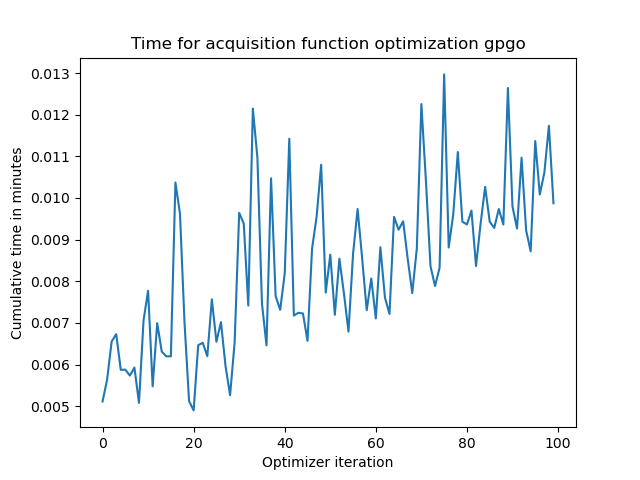 Time for acquisition function optimization gpgo
Cumulative time in minutes
0.013
0.012
0.011
0.010
0.009
0.008
0.007
0.006
0.005
0 20 40 60 80 100
Optimizer iteration